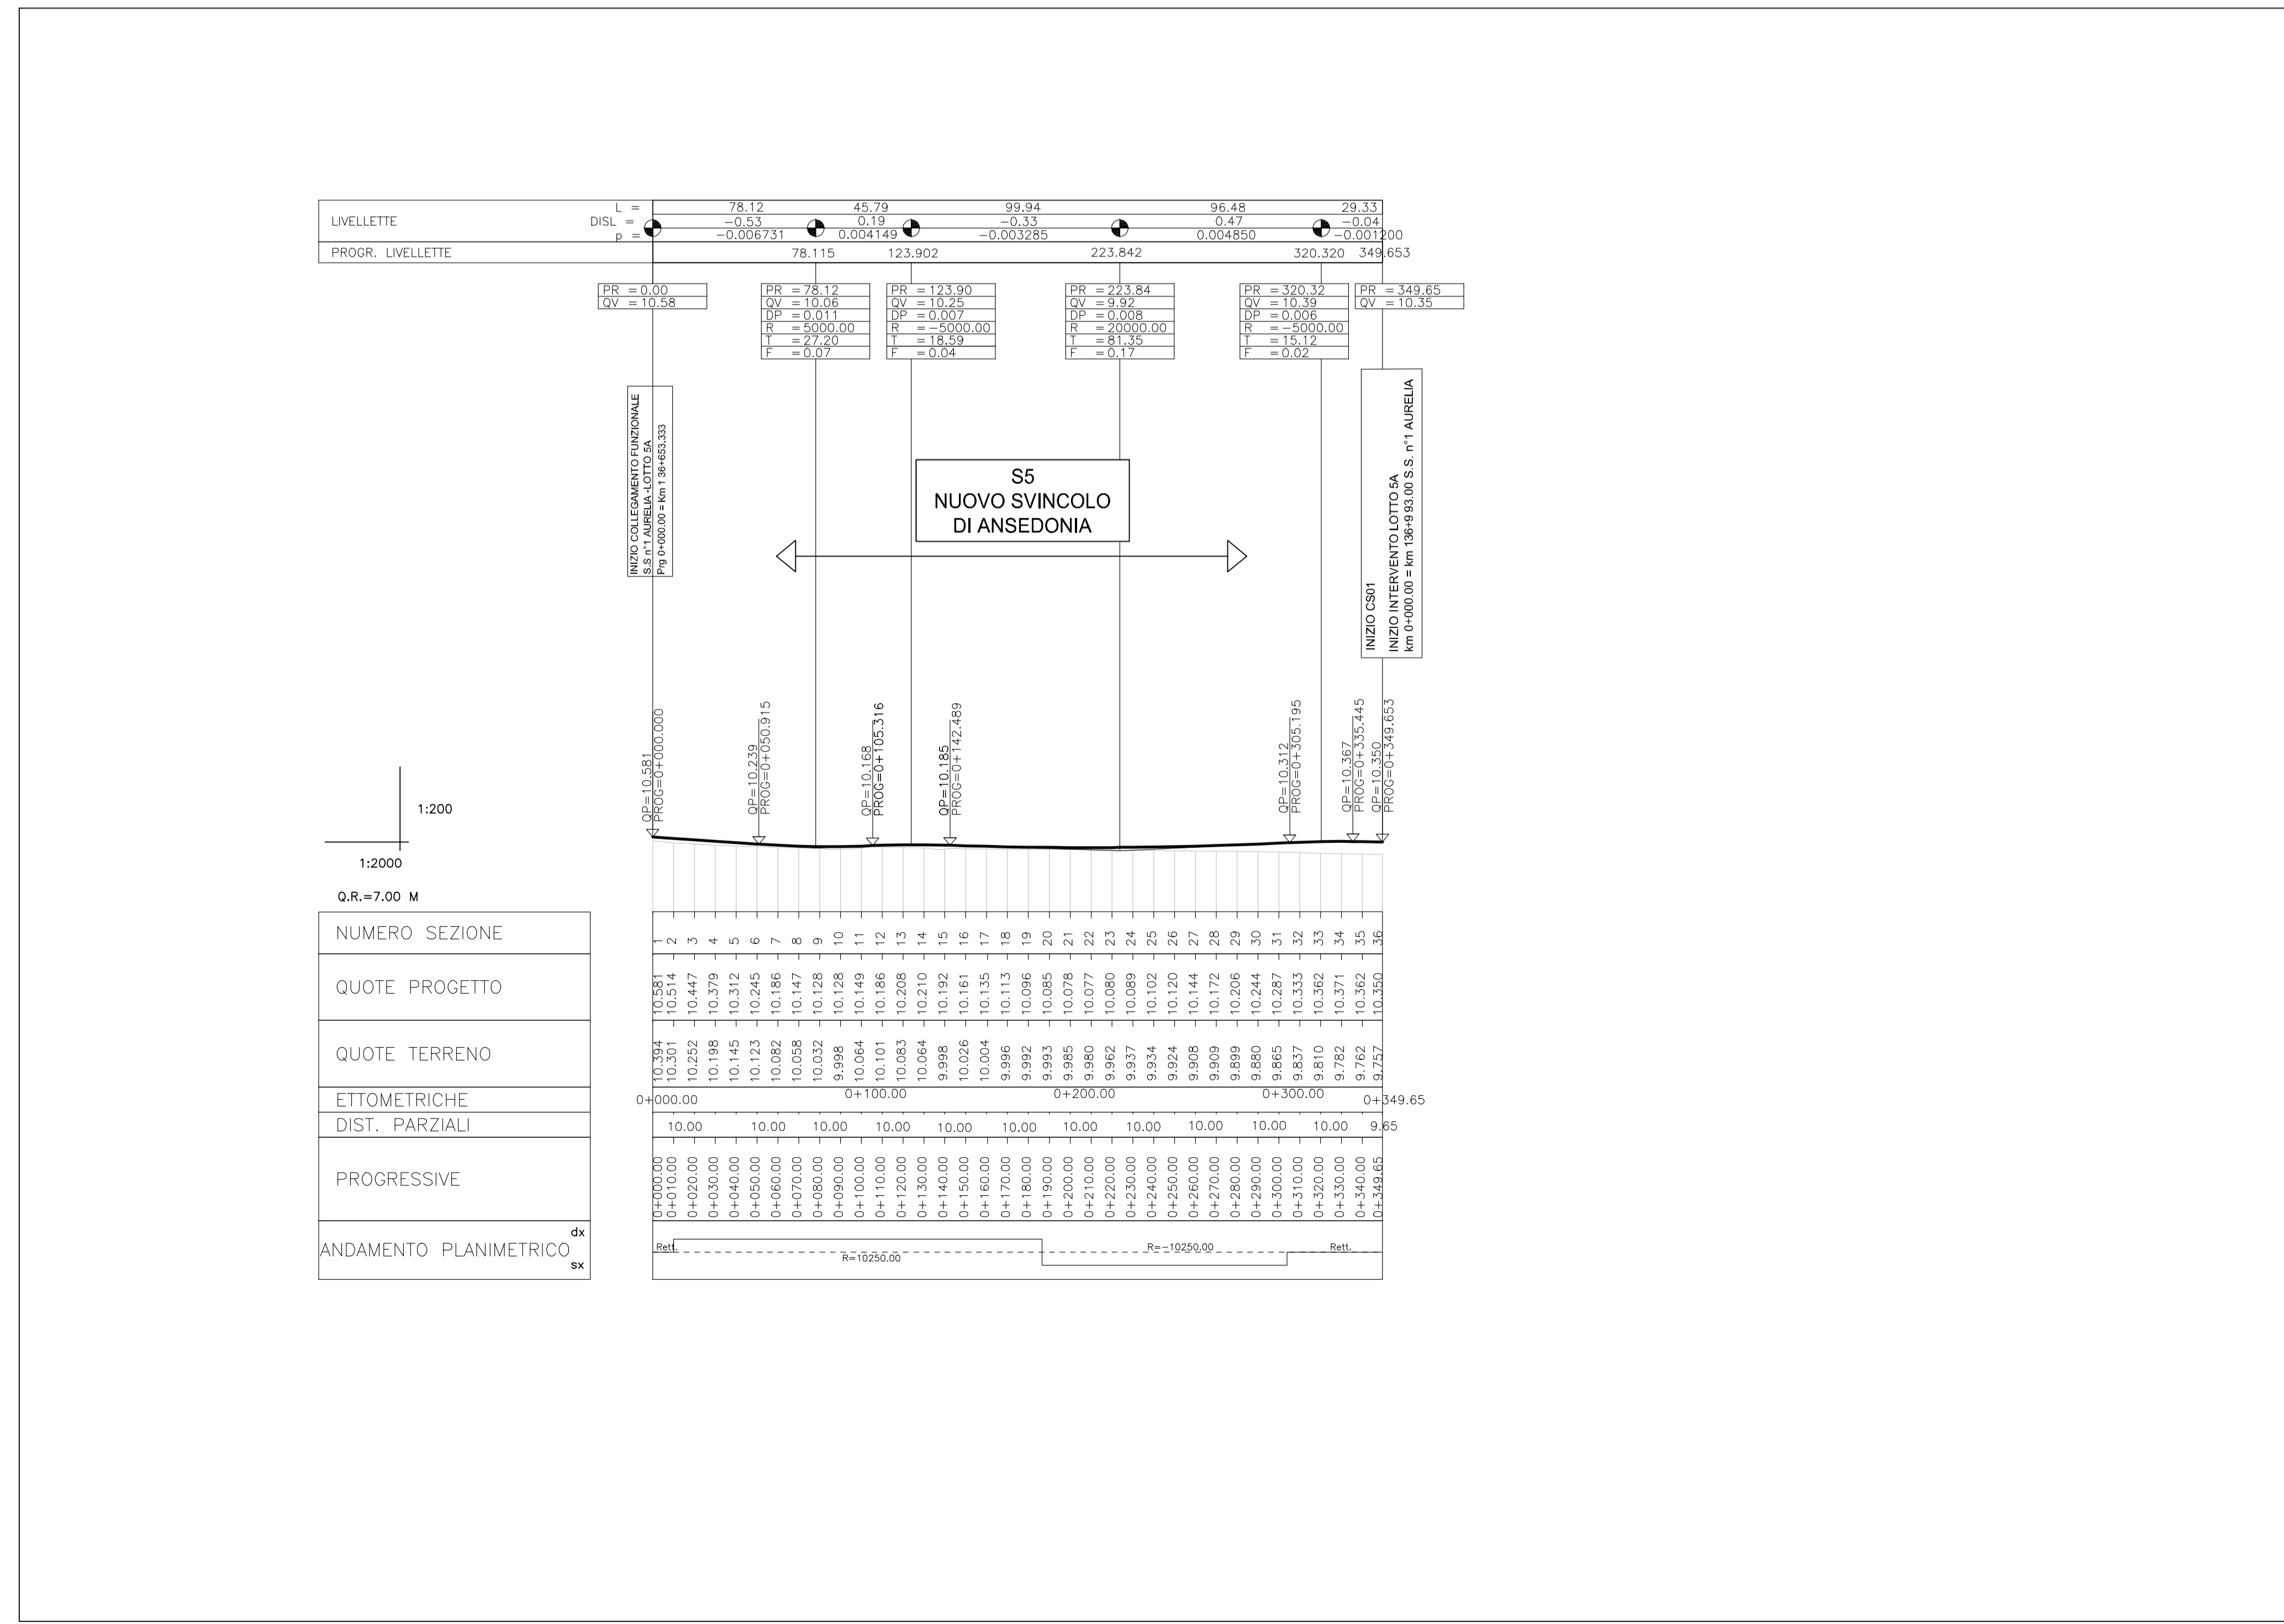 LIVELLETTE
L = 78.12 45.79 99.94 96.48 29.33
DISL = −0.53 0.19 −0.33 0.47 −0.04
p = −0.006731 0.004149 −0.003285 0.004850 −0.001200
PROGR. LIVELLETTE 78.115 123.902 223.842 320.320 349.653
PR = 0.00
QV = 10.58
PR = 78.12
QV = 10.06
DP = 0.011
R = 5000.00
T = 27.20
F = 0.07
PR = 123.90
QV = 10.25
DP = 0.007
R = −5000.00
T = 18.59
F = 0.04
PR = 223.84
QV = 9.92
DP = 0.008
R = 20000.00
T = 81.35
F = 0.17
PR = 320.32
QV = 10.39
DP = 0.006
R = −5000.00
T = 15.12
F = 0.02
PR = 349.65
QV = 10.35
INIZIO COLLEGAMENTO FUNZIONALE
S.S n°1 AURELIA -LOTTO 5A
Prg 0+000.00 = Km 1 36+653.333
S5
NUOVO SVINCOLO
DI ANSEDONIA
INIZIO CS01
INIZIO INTERVENTO LOTTO 5A
km 0+000.00 = km 136+9 93.00 S.S. n°1 AURELIA
QP=10.581
PROG=0+000.000
QP=10.239
PROG=0+050.915
QP=10.168
PROG=0+105.316
QP=10.185
PROG=0+142.489
QP=10.312
PROG=0+305.195
QP=10.367
PROG=0+335.445
QP=10.350
PROG=0+349.653
1:200
1:2000
Q.R.=7.00 M
NUMERO SEZIONE 1 2 3 4 5 6 7 8 9 10 11 12 13 14 15 16 17 18 19 20 21 22 23 24 25 26 27 28 29 30 31 32 33 34 35 36
QUOTE PROGETTO 10.581 10.514 10.447 10.379 10.312 10.245 10.186 10.147 10.128 10.128 10.149 10.186 10.208 10.210 10.192 10.161 10.135 10.113 10.096 10.085 10.078 10.077 10.080 10.089 10.102 10.120 10.144 10.172 10.206 10.244 10.287 10.333 10.362 10.371 10.362 10.350
QUOTE TERRENO 10.394 10.301 10.252 10.198 10.145 10.123 10.082 10.058 10.032 9.998 10.064 10.101 10.083 10.064 9.998 10.026 10.004 9.996 9.992 9.993 9.985 9.980 9.962 9.937 9.934 9.924 9.908 9.909 9.899 9.880 9.865 9.837 9.810 9.782 9.762 9.757
ETTOMETRICHE 0+000.00 0+100.00 0+200.00 0+300.00 0+349.65
DIST. PARZIALI 10.00 10.00 10.00 10.00 10.00 10.00 10.00 10.00 10.00 10.00 10.00 9.65
PROGRESSIVE 0+000.00 0+010.00 0+020.00 0+030.00 0+040.00 0+050.00 0+060.00 0+070.00 0+080.00 0+090.00 0+100.00 0+110.00 0+120.00 0+130.00 0+140.00 0+150.00 0+160.00 0+170.00 0+180.00 0+190.00 0+200.00 0+210.00 0+220.00 0+230.00 0+240.00 0+250.00 0+260.00 0+270.00 0+280.00 0+290.00 0+300.00 0+310.00 0+320.00 0+330.00 0+340.00 0+349.65
dx
ANDAMENTO PLANIMETRICO
sx
Rett. R=10250.00 R=−10250.00 Rett.